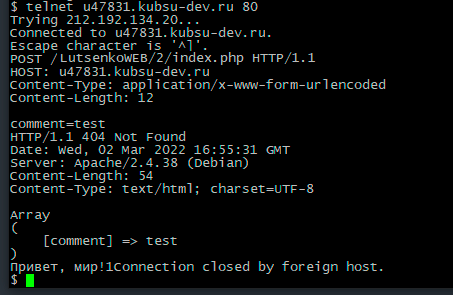 $ telnet u47831.kubsu-dev.ru 80
Trying 212.192.134.20...
Connected to u47831.kubsu-dev.ru.
Escape character is '^]'.
POST /LutsenkoWEB/2/index.php HTTP/1.1
HOST: u47831.kubsu-dev.ru
Content-Type: application/x-www-form-urlencoded
Content-Length: 12

comment=test
HTTP/1.1 404 Not Found
Date: Wed, 02 Mar 2022 16:55:31 GMT
Server: Apache/2.4.38 (Debian)
Content-Length: 54
Content-Type: text/html; charset=UTF-8

Array
(
    [comment] => test
)
Привет, мир!1Connection closed by foreign host.
$